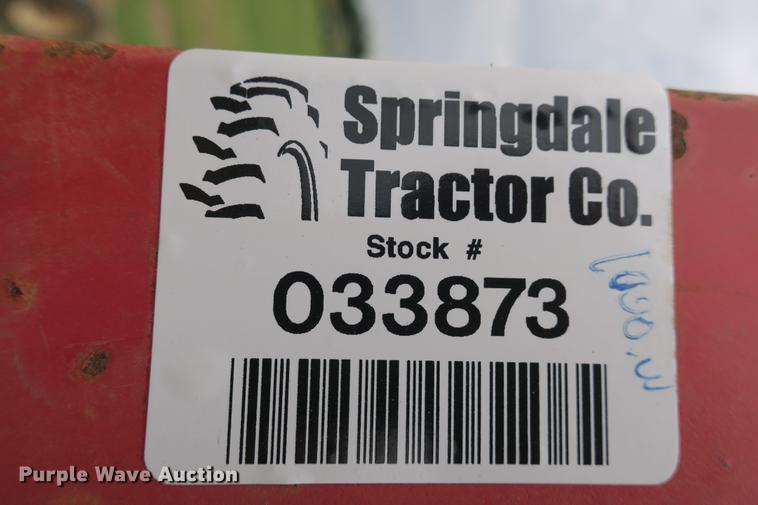 Springdale
Tractor Co.
Stock #
033873
Purple Wave Auction